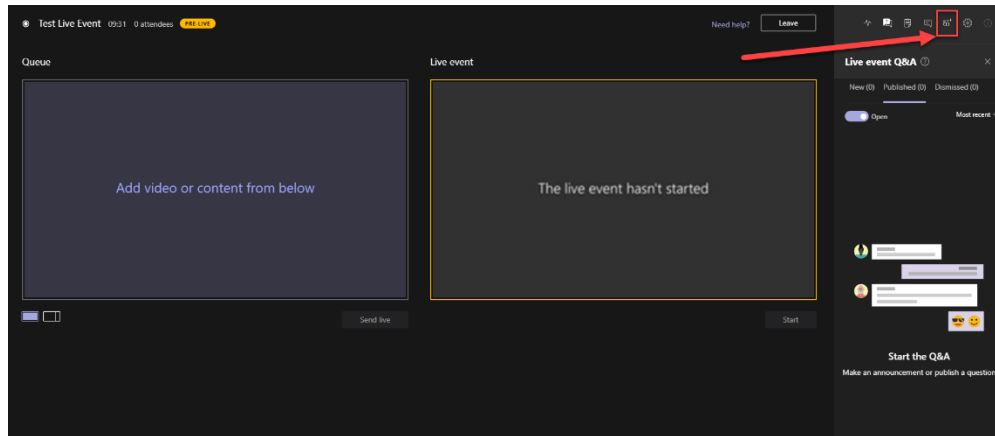 Test Live Event 09:31 0 attendees PRE-LIVE
Need help? Leave
Queue
Add video or content from below
Send live
Live event
The live event hasn't started
Start
Live event Q&A
New (0) Published (0) Dismissed (0)
Open Most recent
Start the Q&A
Make an announcement or publish a question